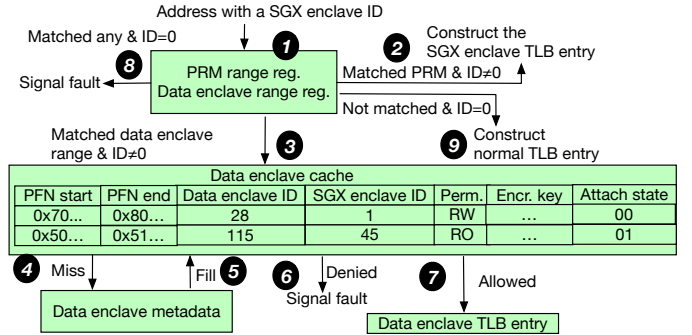 Address with a SGX enclave ID
Matched any & ID=0
1
2
Construct the
SGX enclave TLB entry
8
Signal fault
PRM range reg.
Data enclave range reg.
Matched PRM & ID≠0
Not matched & ID=0
Matched data enclave
range & ID≠0
3
9
Construct
normal TLB entry
Data enclave cache
PFN start PFN end Data enclave ID SGX enclave ID Perm. Encr. key Attach state
0x70... 0x80... 28 1 RW ... 00
0x50... 0x51... 115 45 RO ... 01
4 Miss
Fill 5
6 Denied
Signal fault
7 Allowed
Data enclave metadata
Data enclave TLB entry